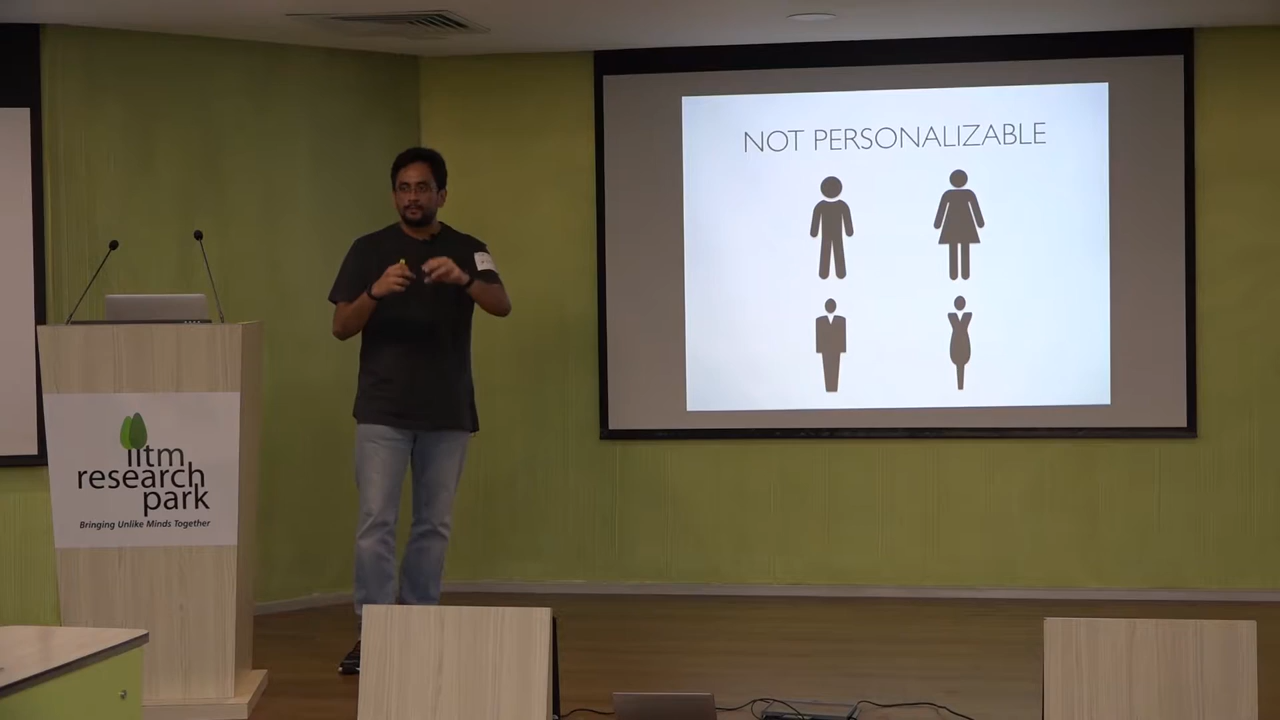 NOT PERSONALIZABLE
iitm
research
park
Bringing Unlike Minds Together